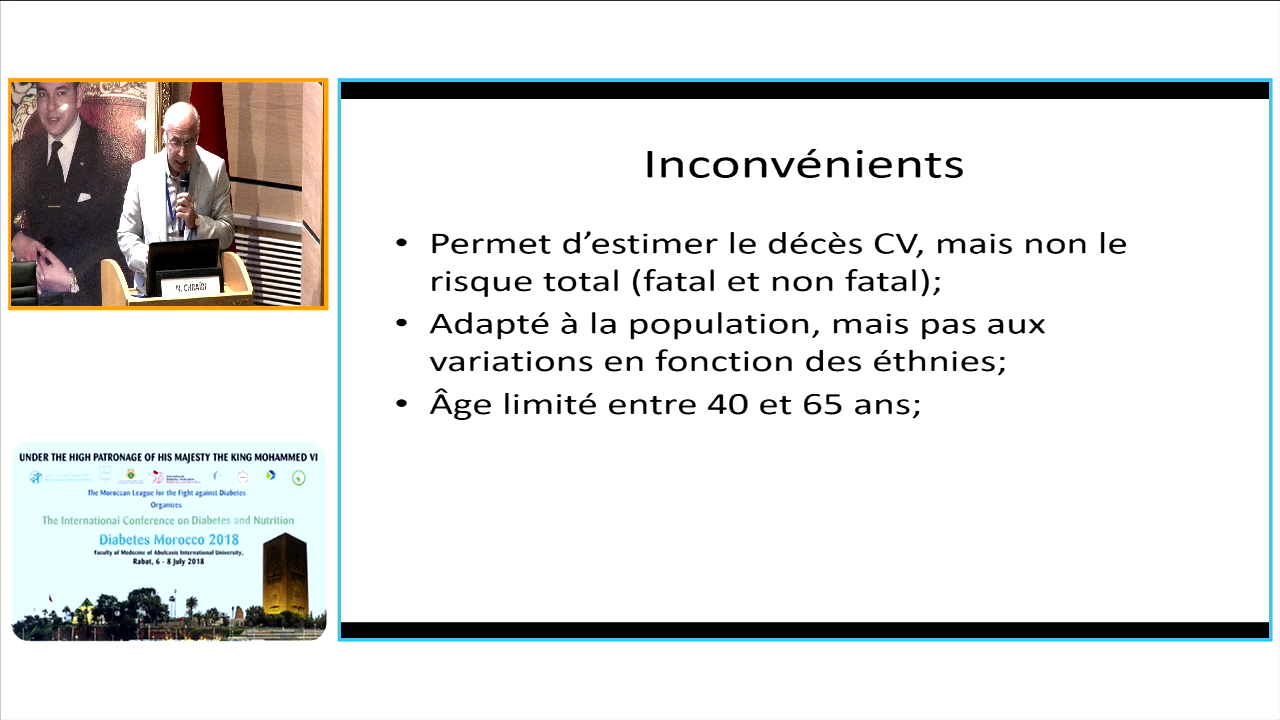 Inconvénients
• Permet d’estimer le décès CV, mais non le
risque total (fatal et non fatal);
• Adapté à la population, mais pas aux
variations en fonction des éthnies;
• Âge limité entre 40 et 65 ans;
N. CHRAÏBI
UNDER THE HIGH PATRONAGE OF HIS MAJESTY THE KING MOHAMMED VI
The Moroccan League for the Fight against Diabetes
Organizes
The International Conference on Diabetes and Nutrition
Diabetes Morocco 2018
Faculty of Medecine of Abulcasis International University,
Rabat, 6 - 8 July 2018